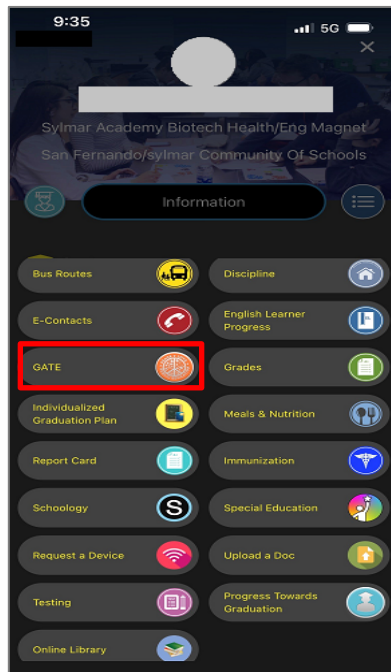 9:35
5G
Sylmar Academy Biotech Health/Eng Magnet
San Fernando/sylmar Community Of Schools
Information
Bus Routes
Discipline
E-Contacts
English Learner
Progress
GATE
Grades
Individualized
Graduation Plan
Meals & Nutrition
Report Card
Immunization
Schoology
S
Special Education
Request a Device
Upload a Doc
Testing
Progress Towards
Graduation
Online Library